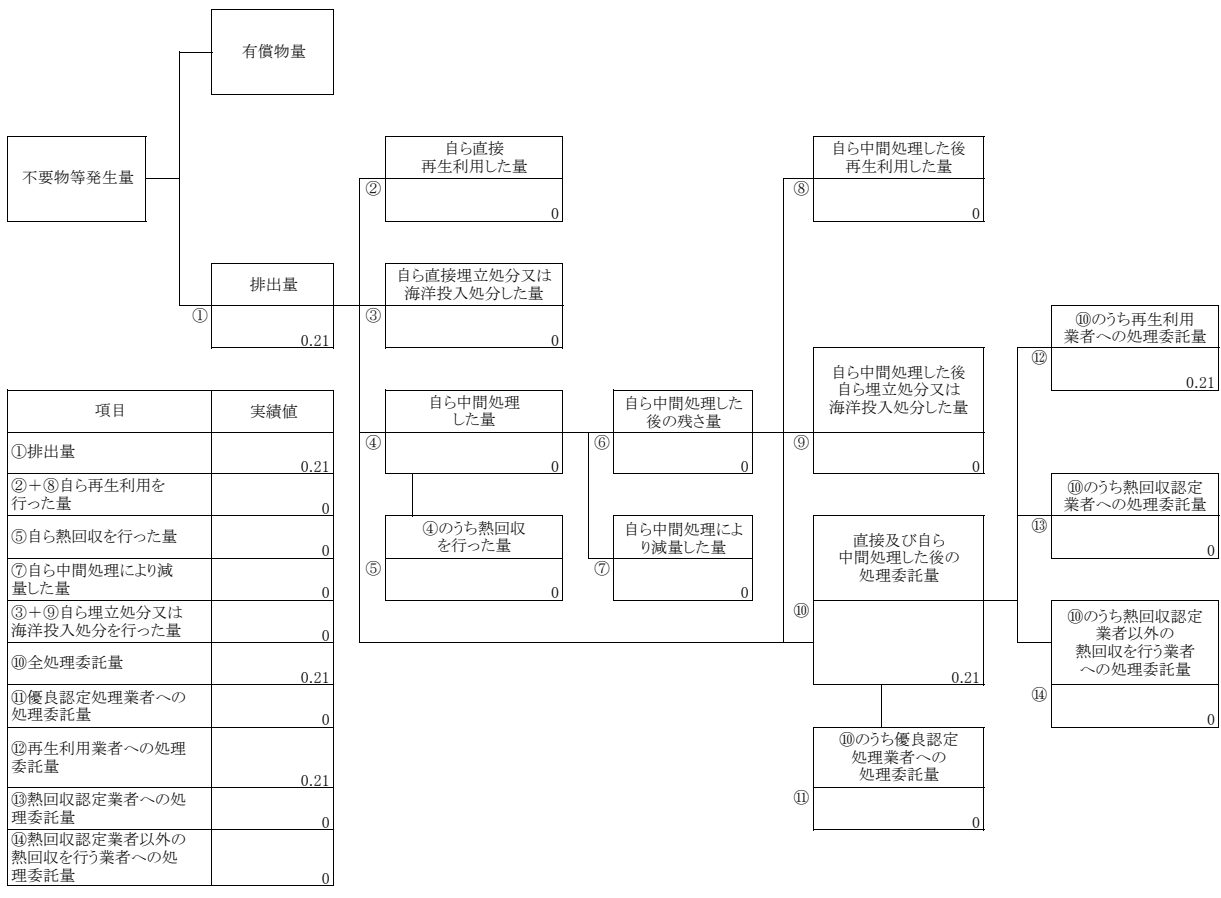 有償物量
不要物等発生量
排出量
①
0.21
自ら直接
再生利用した量
②
0
自ら直接埋立処分又は
海洋投入処分した量
③
0
自ら中間処理
した量
④
0
④のうち熱回収
を行った量
⑤
0
自ら中間処理した
後の残さ量
⑥
0
自ら中間処理によ
り減量した量
⑦
0
自ら中間処理した後
再生利用した量
⑧
0
自ら中間処理した後
自ら埋立処分又は
海洋投入処分した量
⑨
0
直接及び自ら
中間処理した後の
処理委託量
⑩
0.21
⑩のうち優良認定
処理業者への
処理委託量
⑪
0
⑩のうち再生利用
業者への処理委託量
⑫
0.21
⑩のうち熱回収認定
業者への処理委託量
⑬
0
⑩のうち熱回収認定
業者以外の
熱回収を行う業者
への処理委託量
⑭
0
項目 実績値
①排出量
0.21
②＋⑧自ら再生利用を
行った量
0
⑤自ら熱回収を行った量
0
⑦自ら中間処理により減
量した量
0
③＋⑨自ら埋立処分又は
海洋投入処分を行った量
0
⑩全処理委託量
0.21
⑪優良認定処理業者への
処理委託量
0
⑫再生利用業者への処理
委託量
0.21
⑬熱回収認定業者への処
理委託量
0
⑭熱回収認定業者以外の
熱回収を行う業者への処
理委託量
0